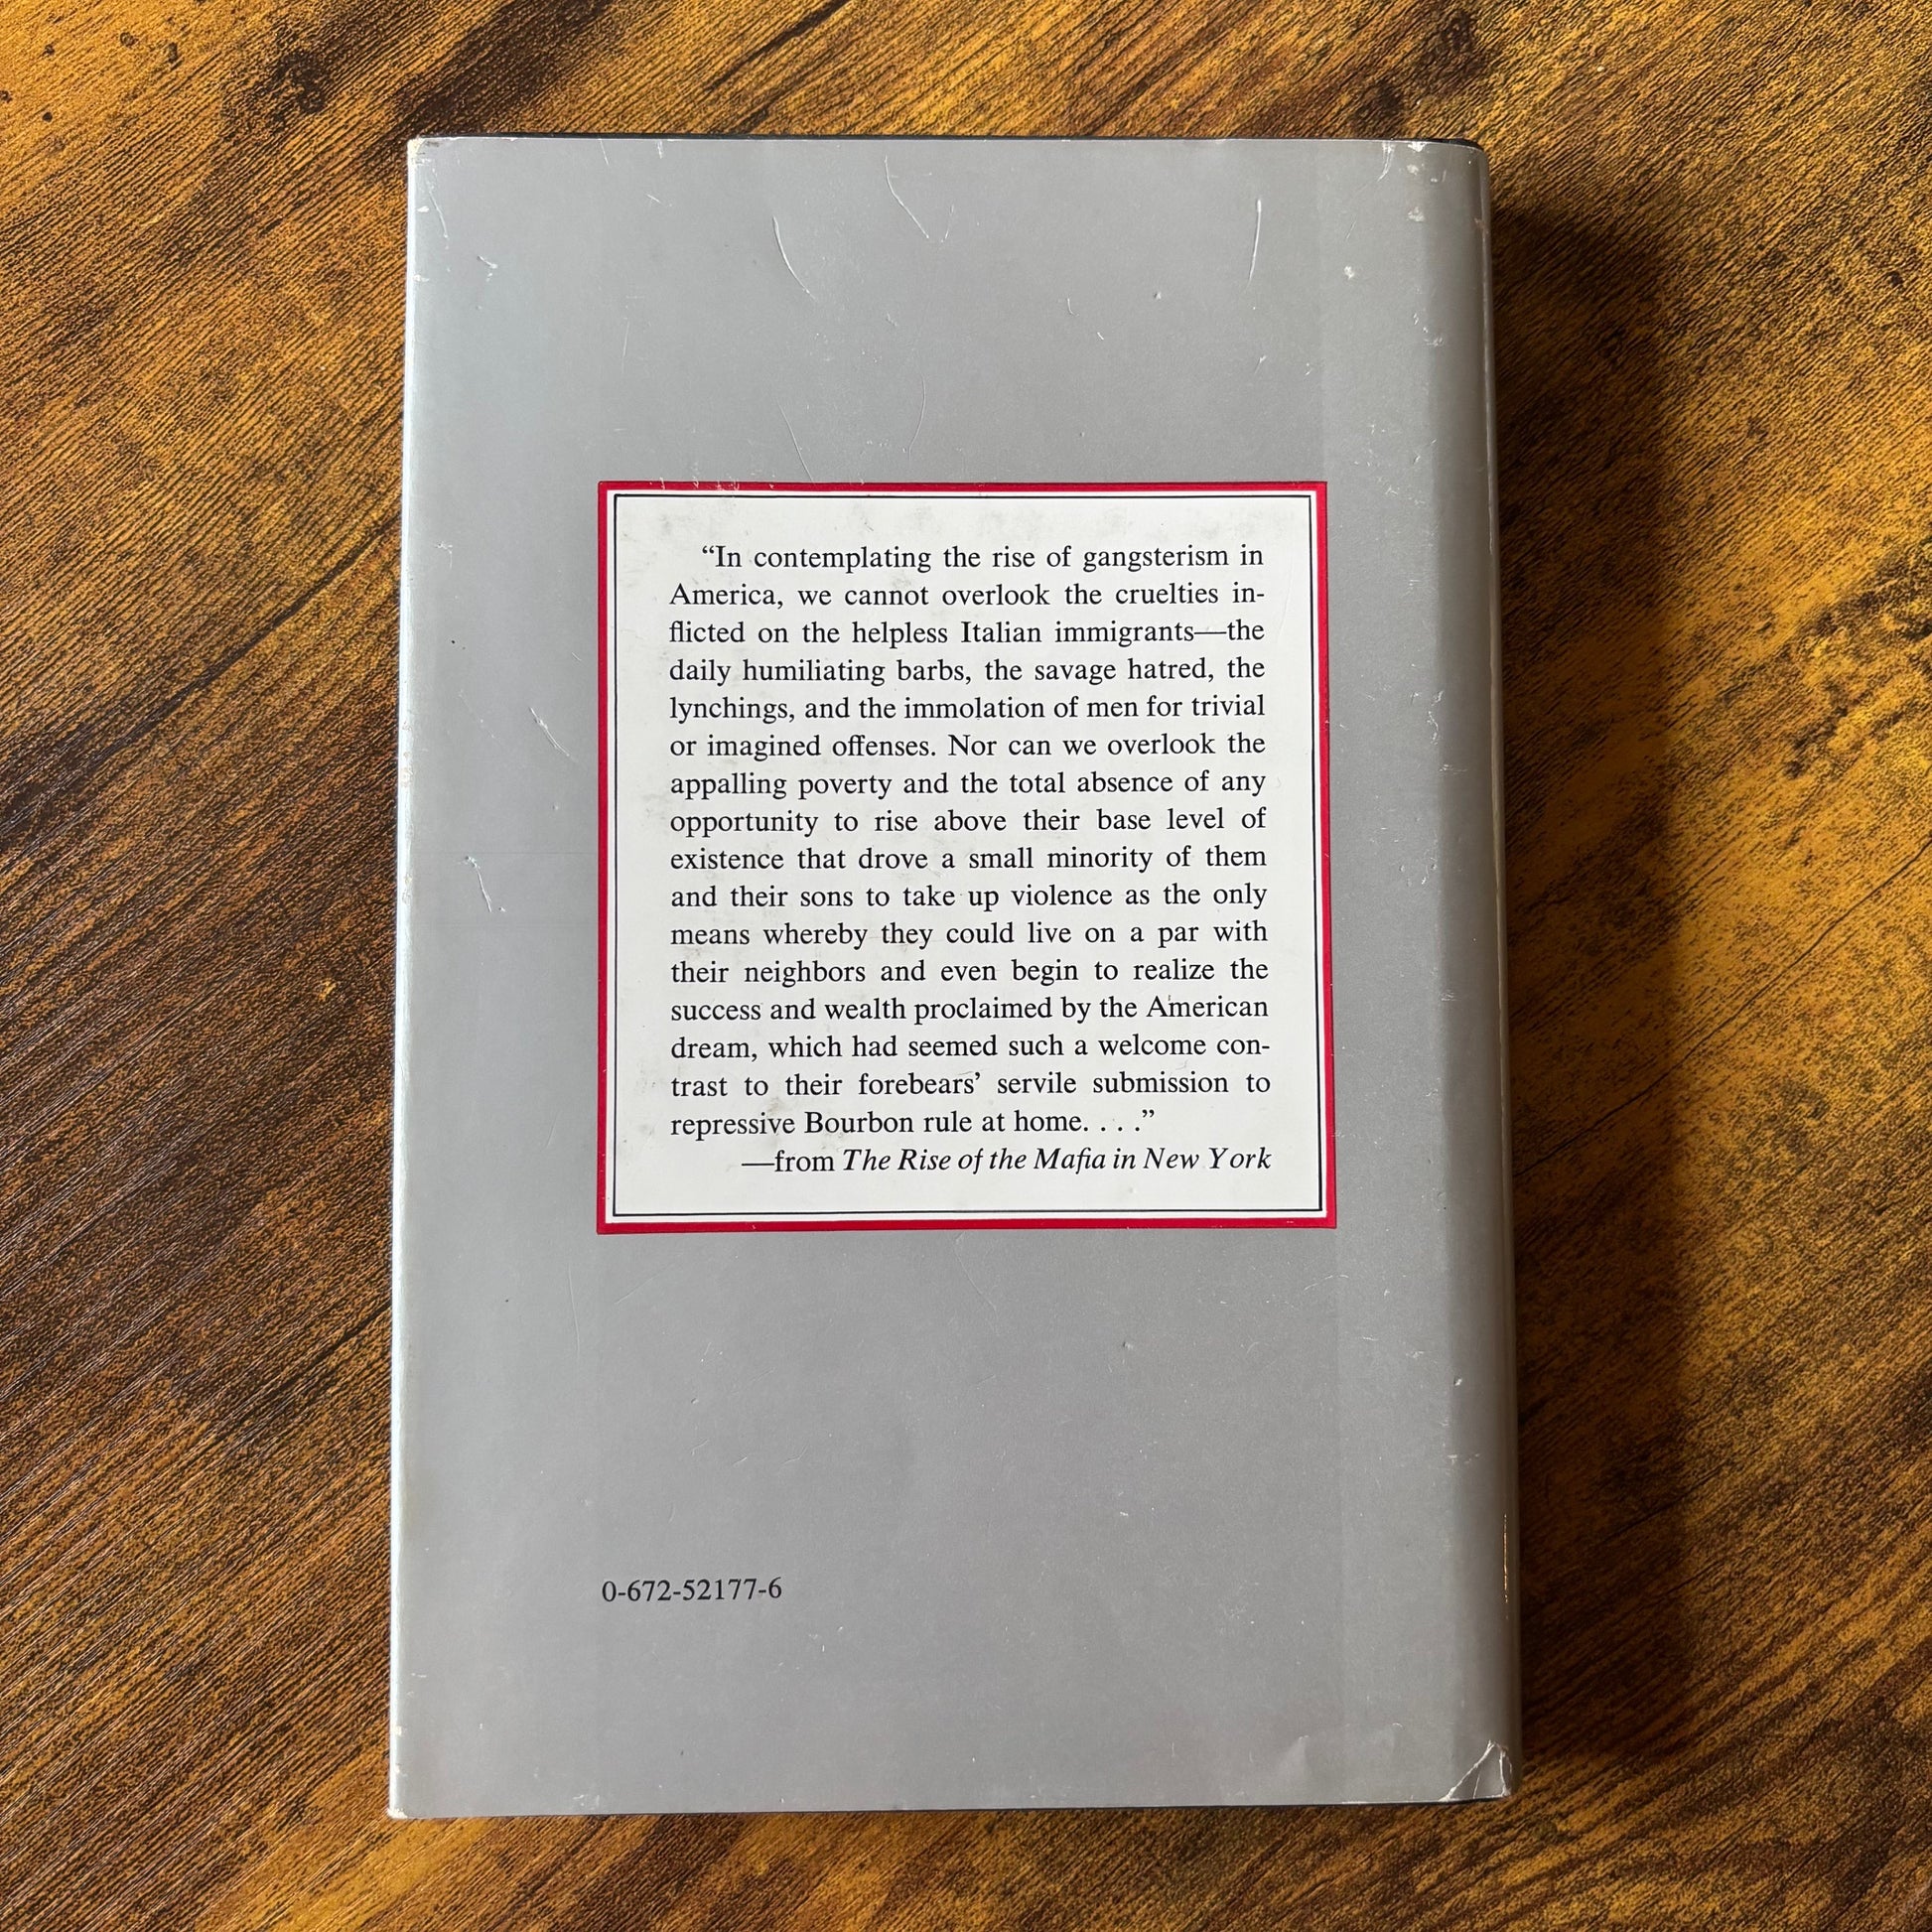 “In contemplating the rise of gangsterism in
America, we cannot overlook the cruelties in-
flicted on the helpless Italian immigrants—the
daily humiliating barbs, the savage hatred, the
lynchings, and the immolation of men for trivial
or imagined offenses. Nor can we overlook the
appalling poverty and the total absence of any
opportunity to rise above their base level of
existence that drove a small minority of them
and their sons to take up violence as the only
means whereby they could live on a par with
their neighbors and even begin to realize the
success and wealth proclaimed by the American
dream, which had seemed such a welcome con-
trast to their forebears’ servile submission to
repressive Bourbon rule at home. . . .”
—from The Rise of the Mafia in New York
0-672-52177-6